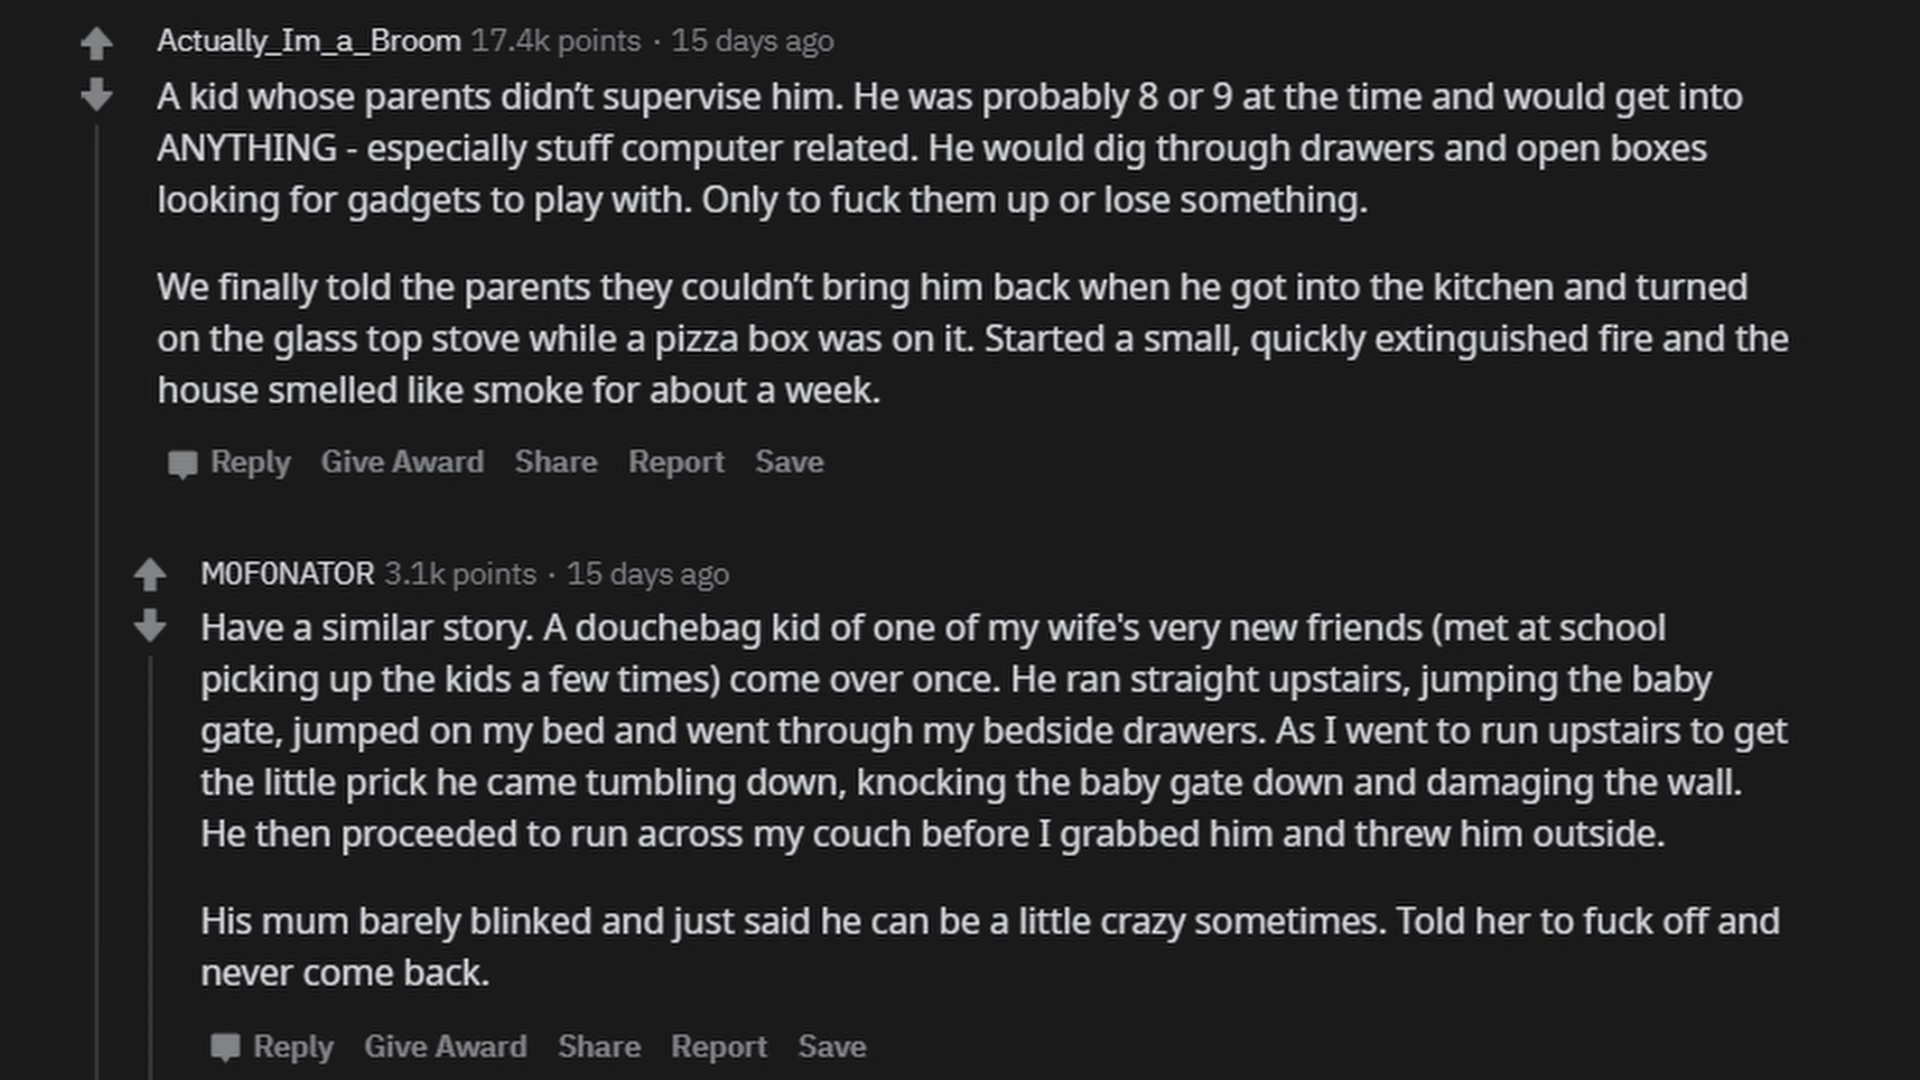 Actually_Im_a_Broom 17.4k points · 15 days ago
A kid whose parents didn’t supervise him. He was probably 8 or 9 at the time and would get into
ANYTHING - especially stuff computer related. He would dig through drawers and open boxes
looking for gadgets to play with. Only to fuck them up or lose something.
We finally told the parents they couldn’t bring him back when he got into the kitchen and turned
on the glass top stove while a pizza box was on it. Started a small, quickly extinguished fire and the
house smelled like smoke for about a week.
Reply Give Award Share Report Save
M0F0NATOR 3.1k points · 15 days ago
Have a similar story. A douchebag kid of one of my wife's very new friends (met at school
picking up the kids a few times) come over once. He ran straight upstairs, jumping the baby
gate, jumped on my bed and went through my bedside drawers. As I went to run upstairs to get
the little prick he came tumbling down, knocking the baby gate down and damaging the wall.
He then proceeded to run across my couch before I grabbed him and threw him outside.
His mum barely blinked and just said he can be a little crazy sometimes. Told her to fuck off and
never come back.
Reply Give Award Share Report Save